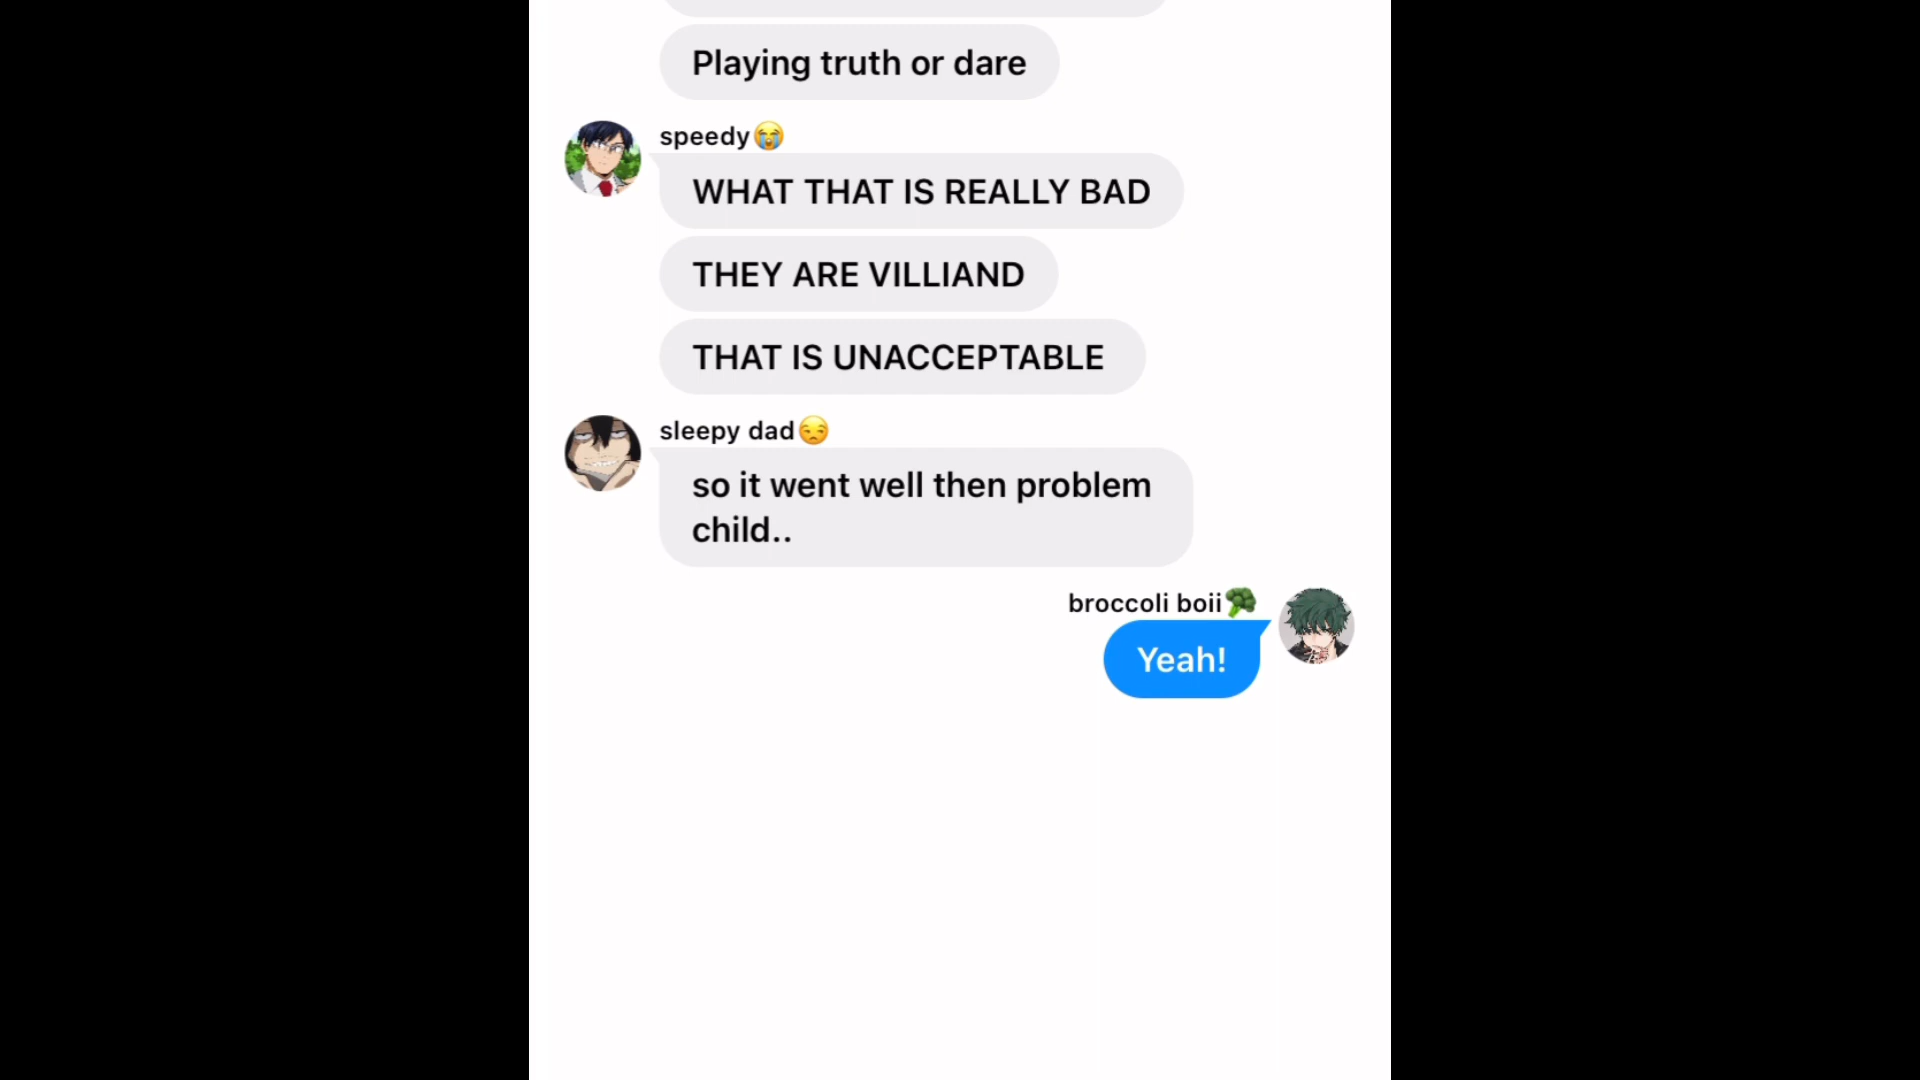 Playing truth or dare
speedy😭
WHAT THAT IS REALLY BAD
THEY ARE VILLIAND
THAT IS UNACCEPTABLE
sleepy dad😒
so it went well then problem
child..
broccoli boii🥦
Yeah!